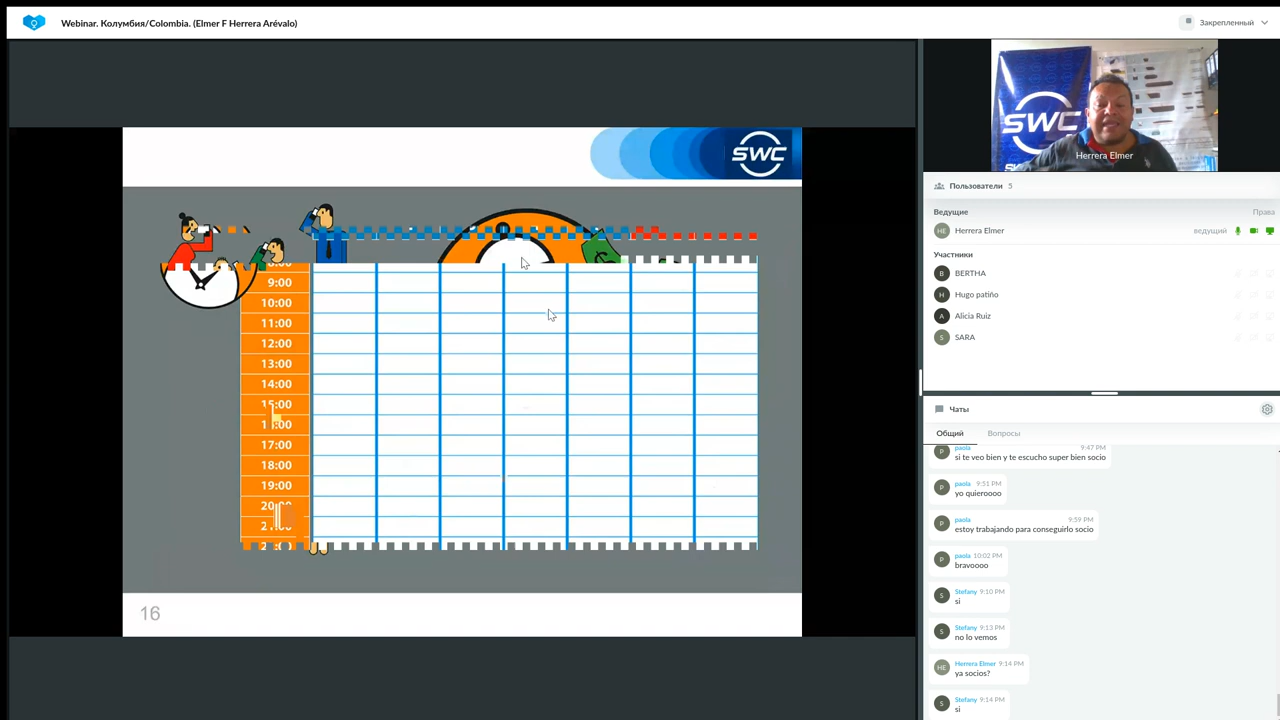 Webinar. Колумбия/Colombia. (Elmer F Herrera Arévalo)
Закрепленный
SWC
SWC
Herrera Elmer
Пользователи 5
Ведущие
Права
HE
Herrera Elmer
ведущий
Участники
B
BERTHA
H
Hugo patiño
A
Alicia Ruiz
S
SARA
9:00
10:00
11:00
12:00
13:00
14:00
15:00
17:00
18:00
19:00
16
Чаты
Общий
Вопросы
P
paola
9:47 PM
si te veo bien y te escucho super bien socio
P
paola 9:51 PM
yo quieroooo
P
paola
9:59 PM
estoy trabajando para conseguirlo socio
P
paola 10:02 PM
bravoooo
S
Stefany 9:10 PM
si
S
Stefany 9:13 PM
no lo vemos
HE
Herrera Elmer 9:14 PM
ya socios?
S
Stefany 9:14 PM
si